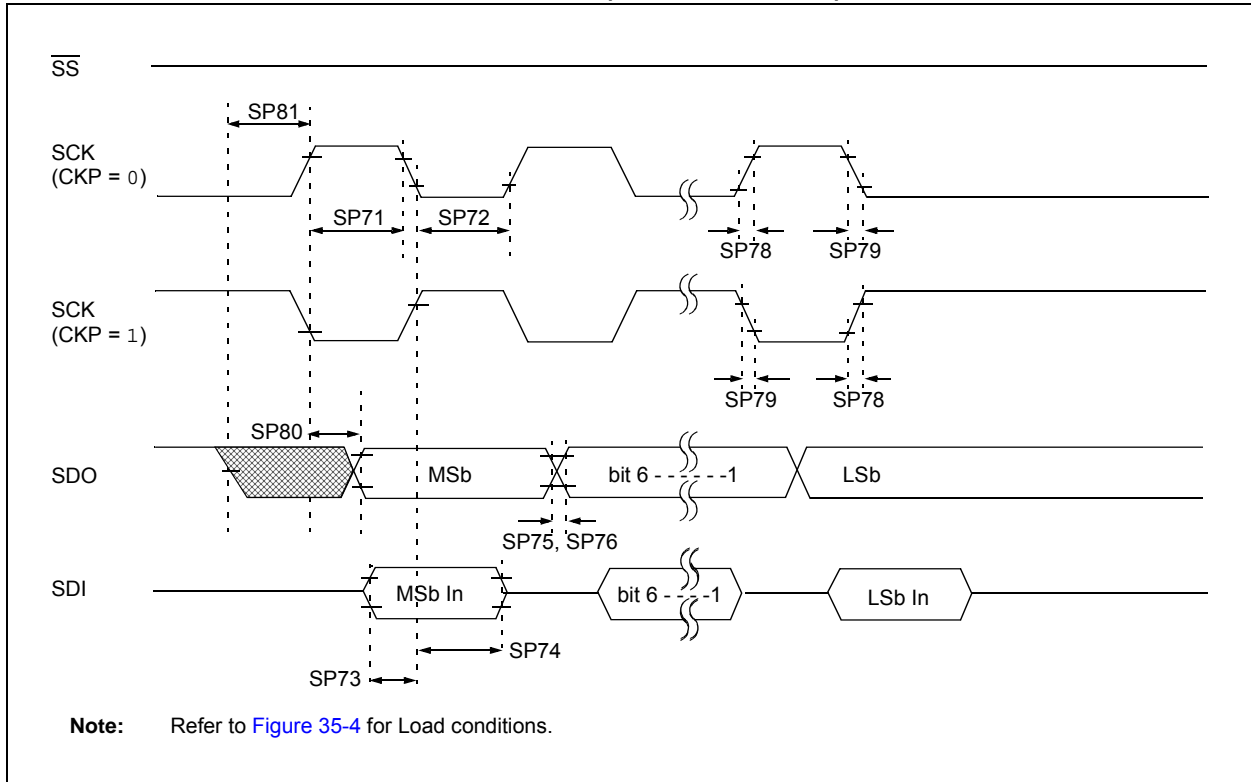 SS
SP81
SCK
(CKP = 0)
SP71
SP72
SP78
SP79
SCK
(CKP = 1)
SP79
SP78
SP80
SDO
MSb
bit 6 - - - - - -1
LSb
SP75, SP76
SDI
MSb In
bit 6 - - - - -1
LSb In
SP74
SP73
Note: Refer to Figure 35-4 for Load conditions.